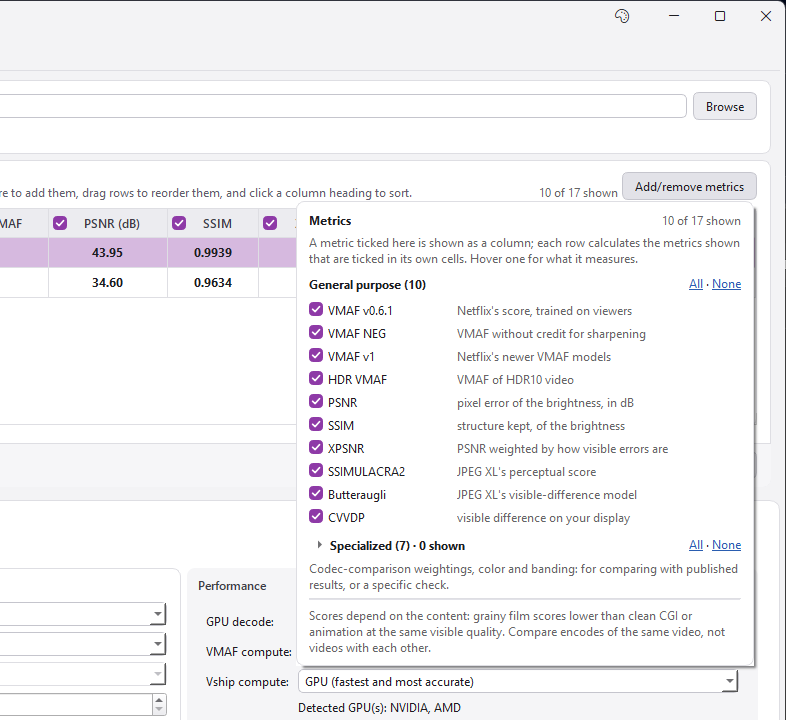 Browse
re to add them, drag rows to reorder them, and click a column heading to sort.
10 of 17 shown
Add/remove metrics
MAF
PSNR (dB)
SSIM
43.95
0.9939
34.60
0.9634
Metrics
10 of 17 shown
A metric ticked here is shown as a column; each row calculates the metrics shown
that are ticked in its own cells. Hover one for what it measures.
General purpose (10)
All · None
VMAF v0.6.1 Netflix's score, trained on viewers
VMAF NEG VMAF without credit for sharpening
VMAF v1 Netflix's newer VMAF models
HDR VMAF VMAF of HDR10 video
PSNR pixel error of the brightness, in dB
SSIM structure kept, of the brightness
XPSNR PSNR weighted by how visible errors are
SSIMULACRA2 JPEG XL's perceptual score
Butteraugli JPEG XL's visible-difference model
CVVDP visible difference on your display
Specialized (7) · 0 shown
All · None
Codec-comparison weightings, color and banding: for comparing with published
results, or a specific check.
Scores depend on the content: grainy film scores lower than clean CGI or
animation at the same visible quality. Compare encodes of the same video, not
videos with each other.
Performance
GPU decode:
VMAF compute:
Vship compute:
GPU (fastest and most accurate)
Detected GPU(s): NVIDIA, AMD